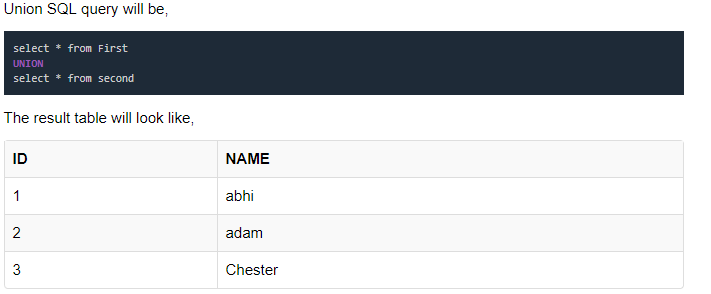 Union SQL query will be,
select * from First
UNION
select * from second
The result table will look like,
ID NAME
1 abhi
2 adam
3 Chester